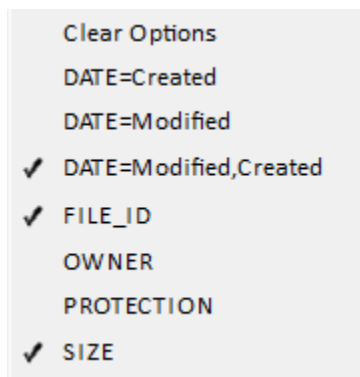 Clear Options
DATE=Created
DATE=Modified
DATE=Modified,Created
FILE_ID
OWNER
PROTECTION
SIZE